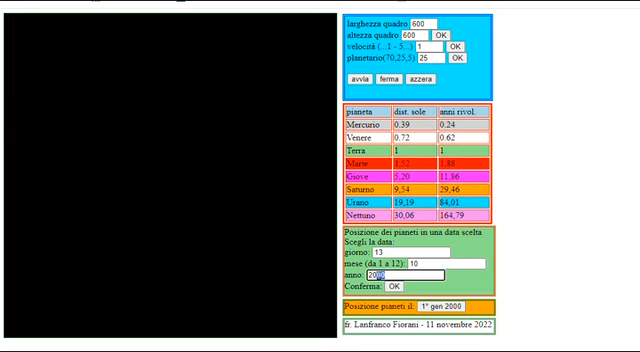 larghezza quadro 600
altezza quadro 600 OK
velocità (...1 - 5...) 1 OK
planetario(70,25,5) 25 OK
avvia ferma azzera
pianeta dist. sole anni rivol.
Mercurio 0.39 0.24
Venere 0.72 0.62
Terra 1 1
Marte 1,52 1,88
Giove 5,20 11,86
Saturno 9,54 29,46
Urano 19,19 84,01
Nettuno 30,06 164,79
Posizione dei pianeti in una data scelta
Scegli la data:
giorno: 13
mese (da 1 a 12): 10
anno:
Conferma: OK
Posizione pianeti il: 1° gen 2000
fr. Lanfranco Fiorani - 11 novembre 2022